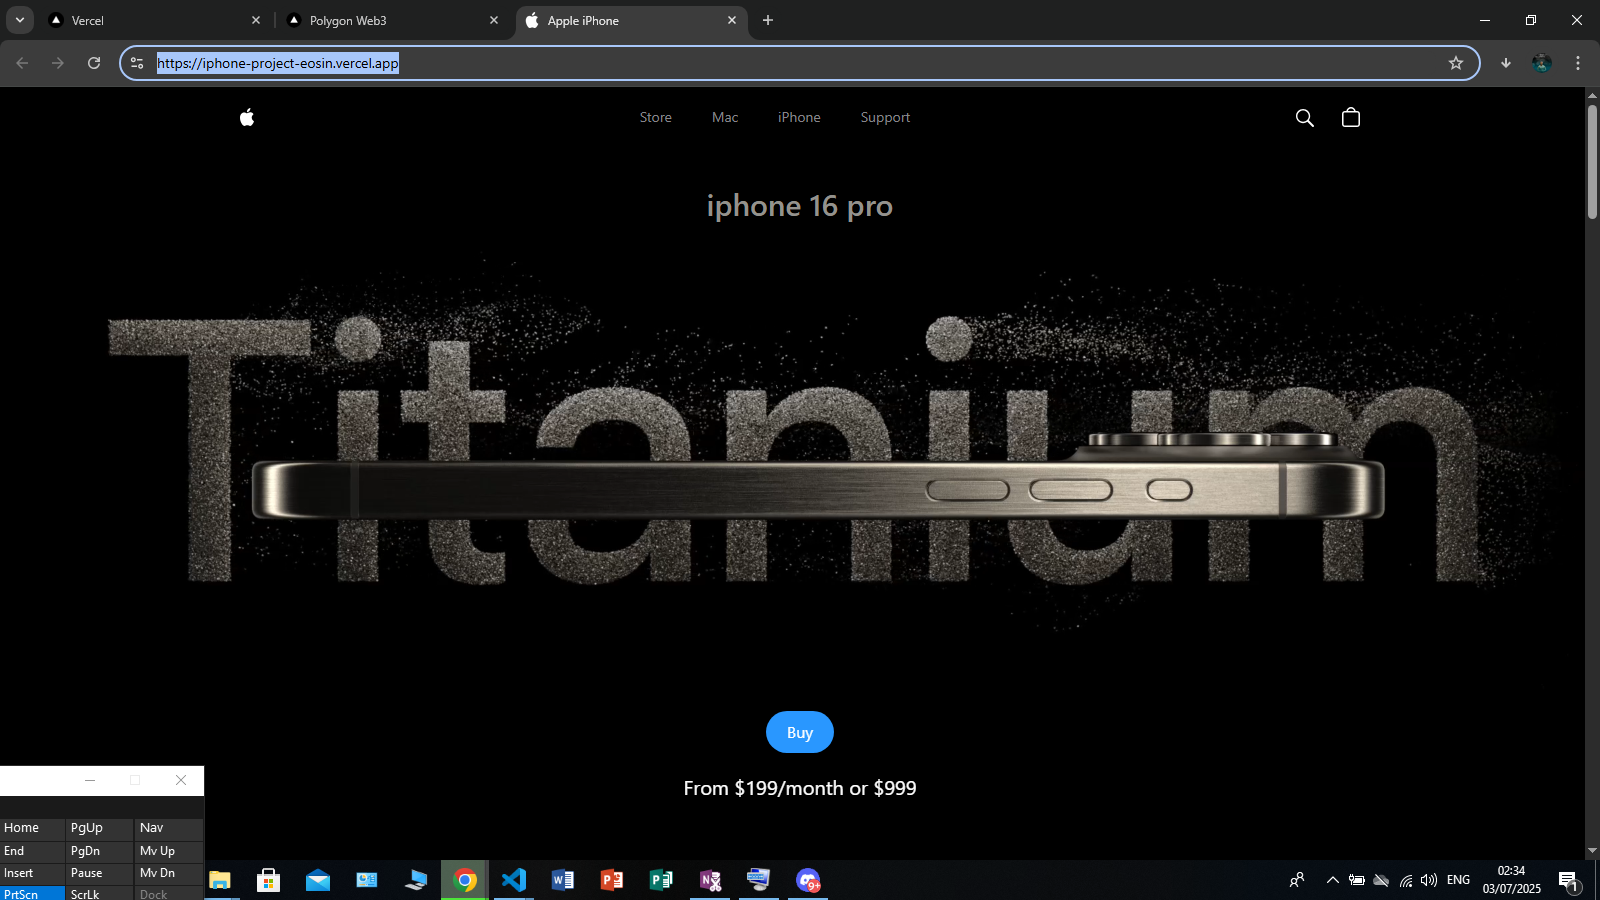 Vercel
Polygon Web3
Apple iPhone
https://iphone-project-eosin.vercel.app
Store Mac iPhone Support
iphone 16 pro
Titanium
Buy
From $199/month or $999
Home PgUp Nav
End PgDn Mv Up
Insert Pause Mv Dn
PrtScn ScrLk Dock
9+
ENG
02:34
03/07/2025
1